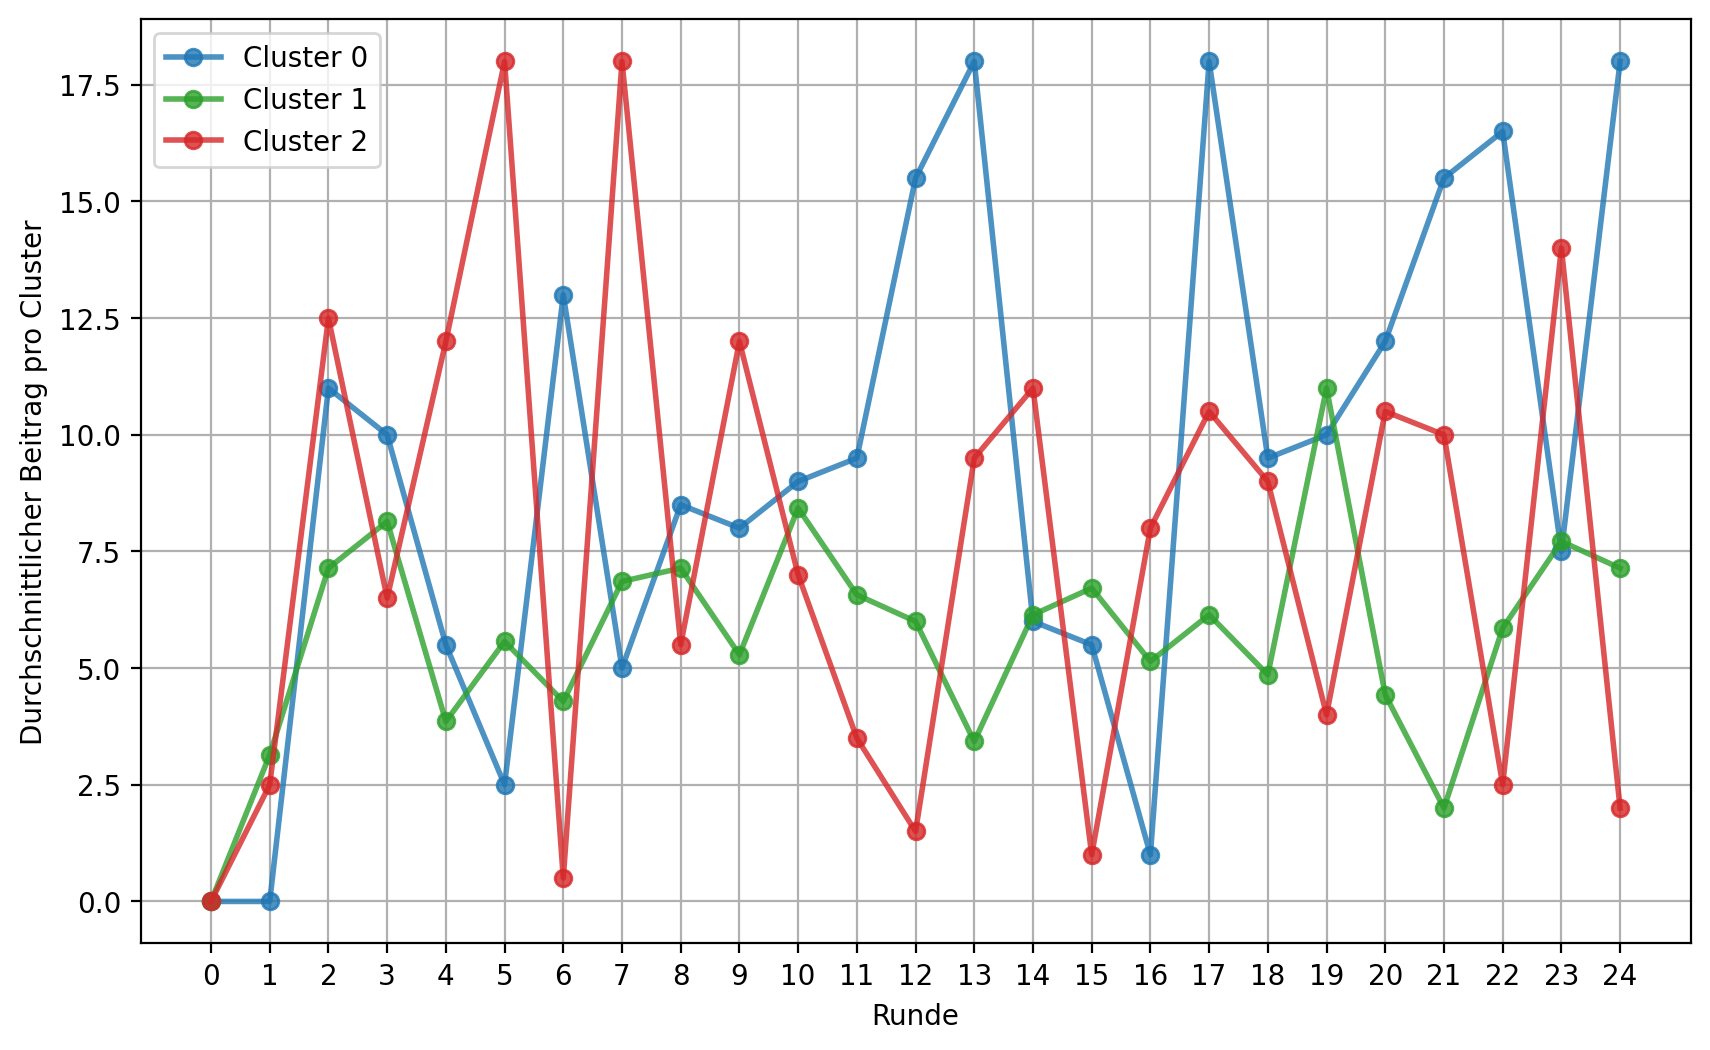 Cluster 0
Cluster 1
Cluster 2
Durchschnittlicher Beitrag pro Cluster
17.5
15.0
12.5
10.0
7.5
5.0
2.5
0.0
0 1 2 3 4 5 6 7 8 9 10 11 12 13 14 15 16 17 18 19 20 21 22 23 24
Runde